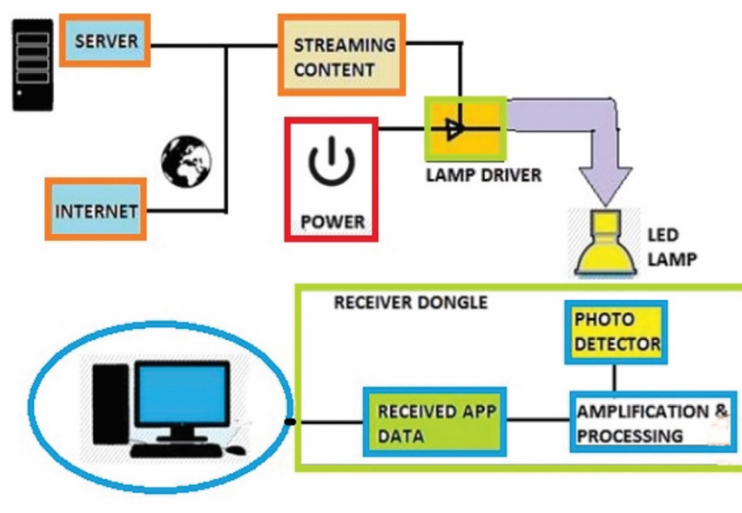 SERVER
STREAMING
CONTENT
POWER
LAMP DRIVER
INTERNET
LED
LAMP
RECEIVER DONGLE
PHOTO
DETECTOR
RECEIVED APP
DATA
AMPLIFICATION &
PROCESSING